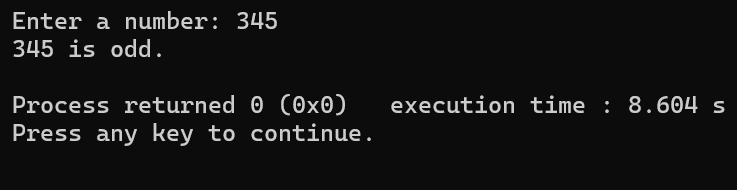 Enter a number: 345
345 is odd.
Process returned 0 (0x0)   execution time : 8.604 s
Press any key to continue.